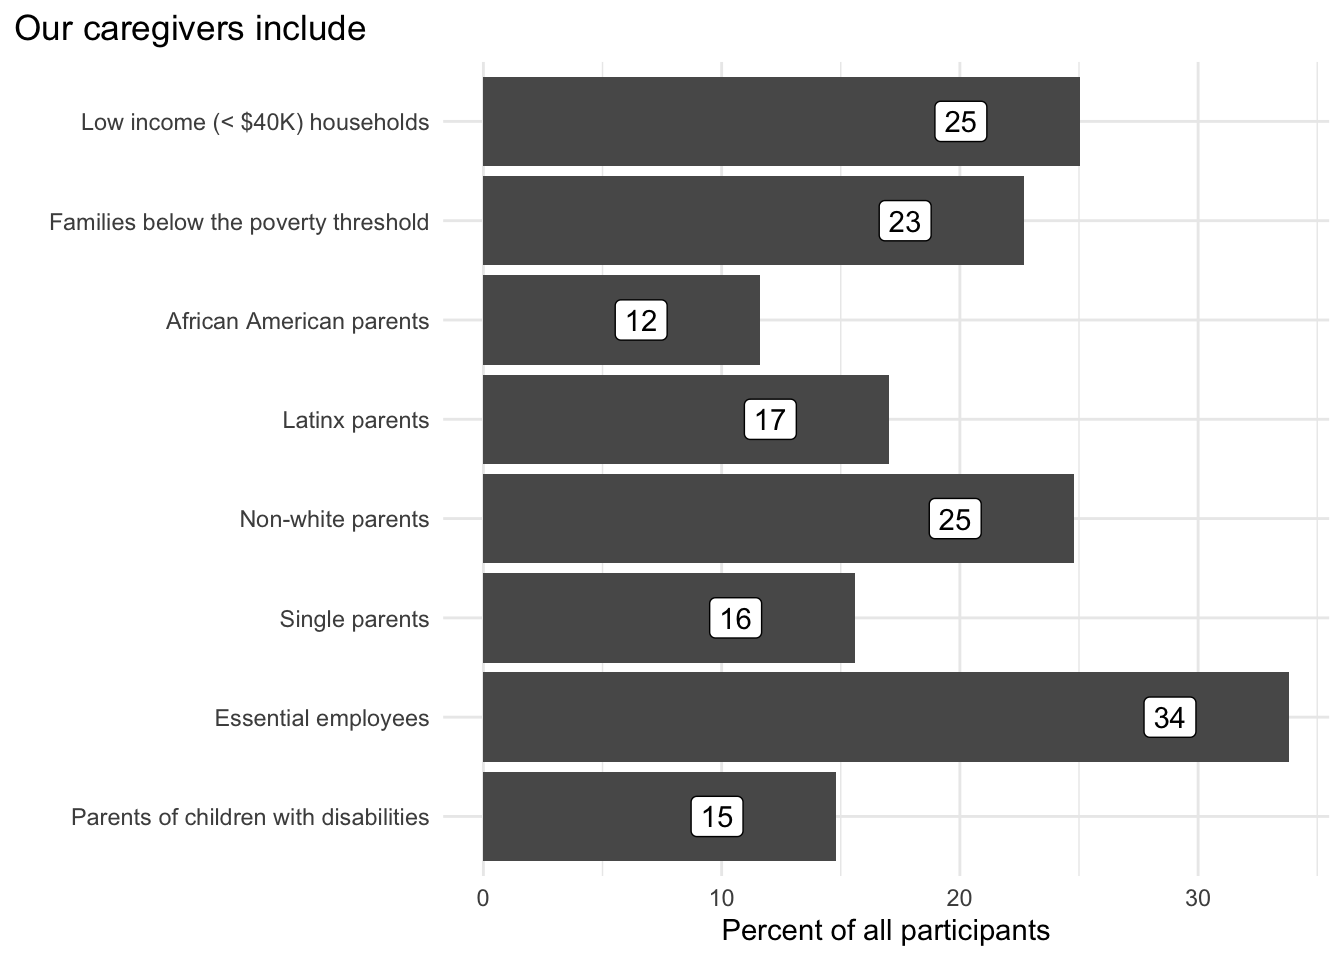 Our caregivers include
Low income (< $40K) households
25
Families below the poverty threshold
23
African American parents
12
Latinx parents
17
Non-white parents
25
Single parents
16
Essential employees
34
Parents of children with disabilities
15
0 10 20 30
Percent of all participants